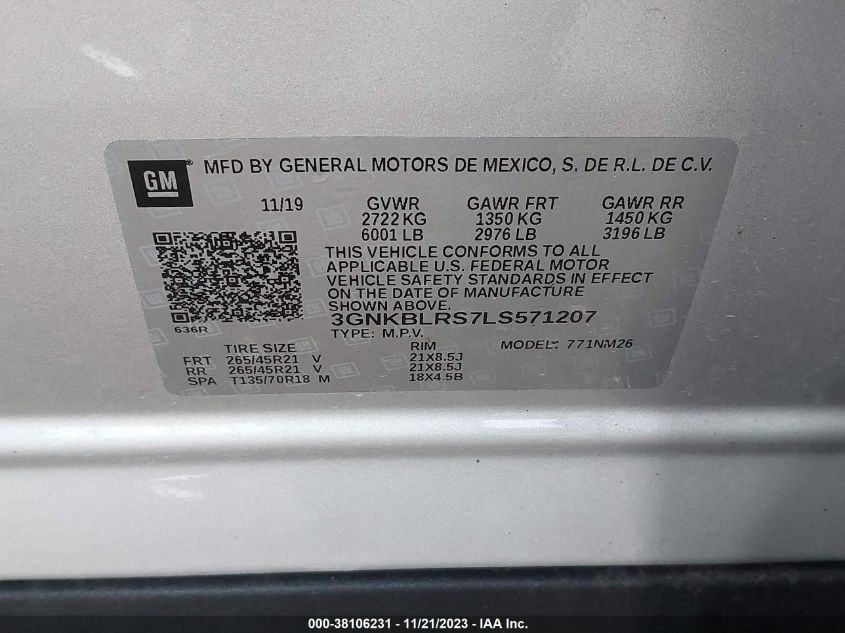 GM ® MFD BY GENERAL MOTORS DE MEXICO, S. DE R.L. DE C.V.
11/19 GVWR GAWR FRT GAWR RR
2722 KG 1350 KG 1450 KG
6001 LB 2976 LB 3196 LB
THIS VEHICLE CONFORMS TO ALL
APPLICABLE U.S. FEDERAL MOTOR
VEHICLE SAFETY STANDARDS IN EFFECT
ON THE DATE OF MANUFACTURE
SHOWN ABOVE.
636R 3GNKBLRS7LS571207
TYPE: M.P.V.
TIRE SIZE RIM MODEL: 771NM26
FRT 265/45R21 V 21X8.5J
RR 265/45R21 V 21X8.5J
SPA T135/70R18 M 18X4.5B
000-38106231 - 11/21/2023 - IAA Inc.